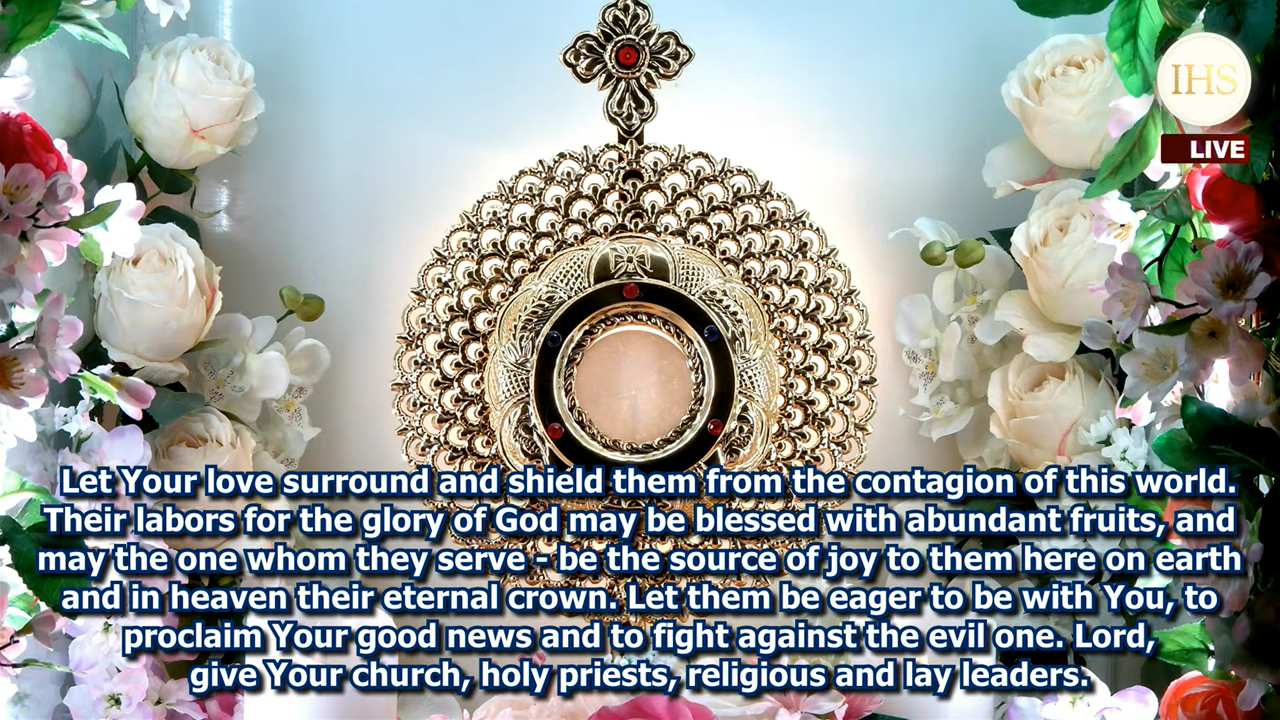 IHS
LIVE
Let Your love surround and shield them from the contagion of this world.
Their labors for the glory of God may be blessed with abundant fruits, and
may the one whom they serve - be the source of joy to them here on earth
and in heaven their eternal crown. Let them be eager to be with You, to
proclaim Your good news and to fight against the evil one. Lord,
give Your church, holy priests, religious and lay leaders.